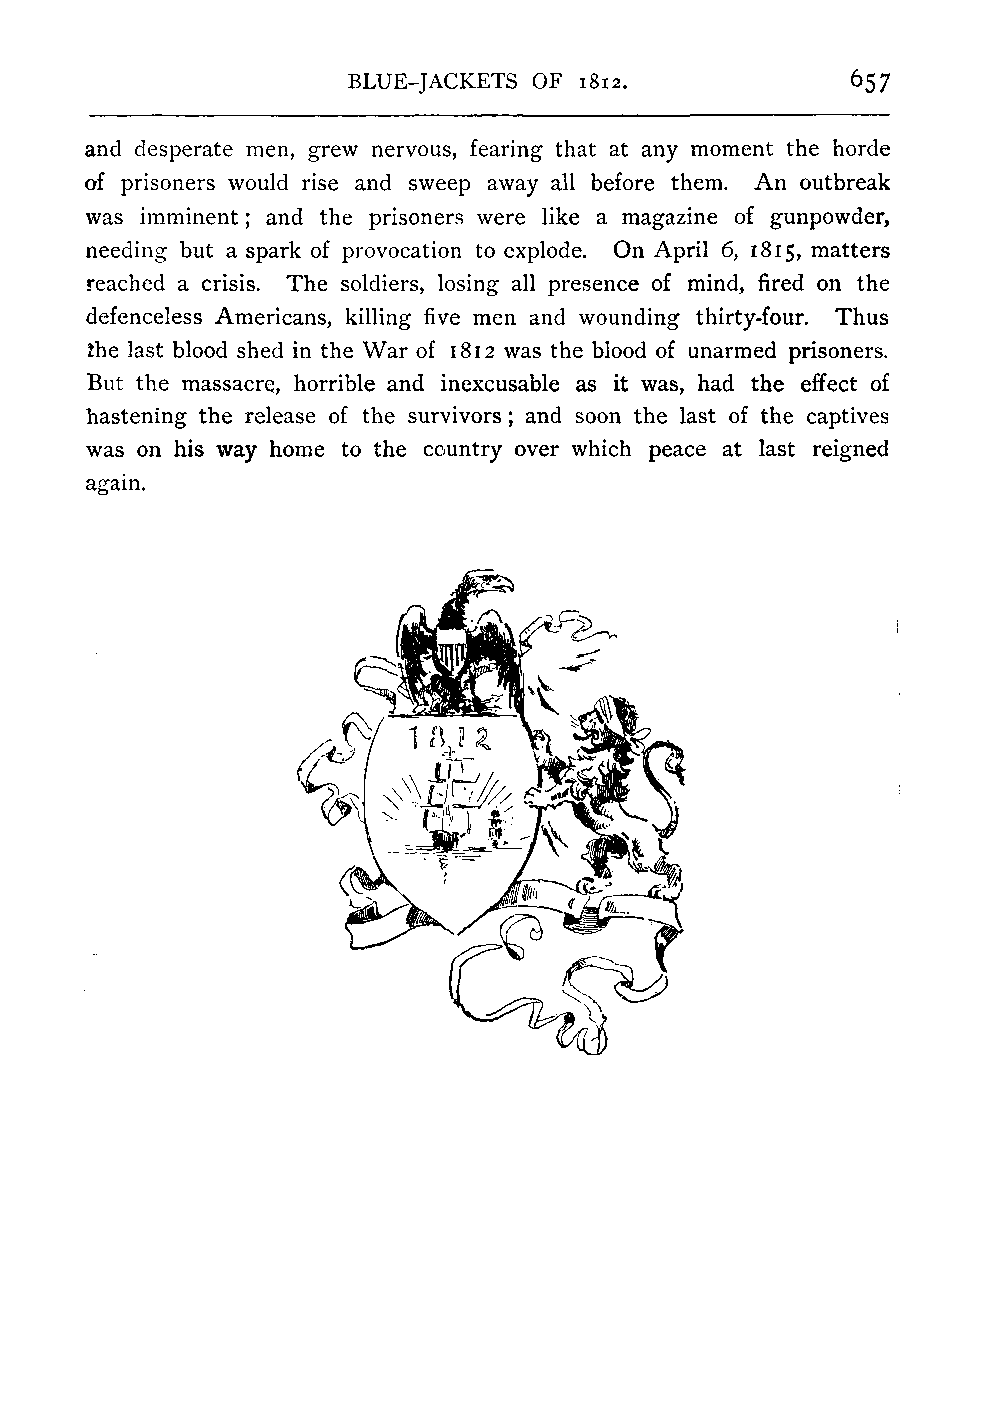 BLUE-JACKETS OF 1812. 657
and desperate men, grew nervous, fearing that at any moment the horde
of prisoners would rise and sweep away all before them. An outbreak
was imminent; and the prisoners were like a magazine of gunpowder,
needing but a spark of provocation to explode. On April 6, 1815, matters
reached a crisis. The soldiers, losing all presence of mind, fired on the
defenceless Americans, killing five men and wounding thirty-four. Thus
the last blood shed in the War of 1812 was the blood of unarmed prisoners.
But the massacre, horrible and inexcusable as it was, had the effect of
hastening the release of the survivors; and soon the last of the captives
was on his way home to the country over which peace at last reigned
again.
1812